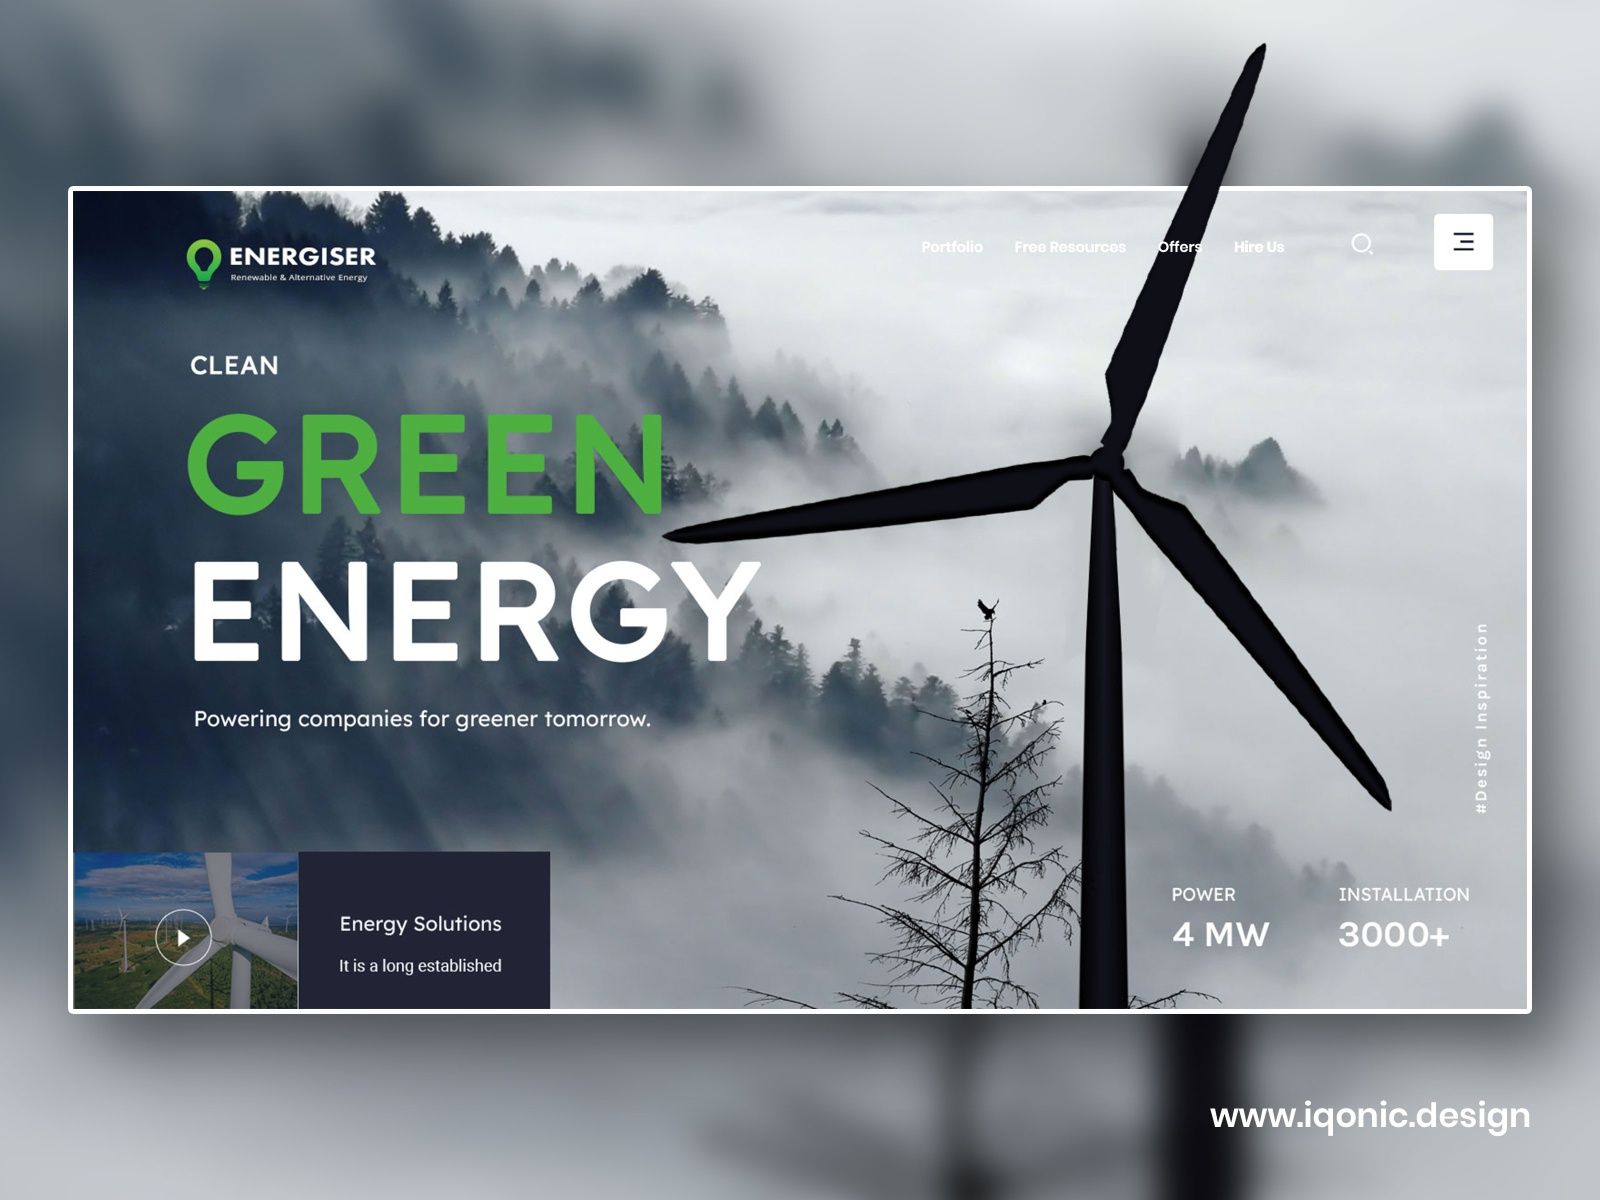 ENERGISER
Renewable & Alternative Energy
Portfolio Free Resources Offers Hire Us
CLEAN
GREEN
ENERGY
Powering companies for greener tomorrow.
#Design Inspiration
Energy Solutions
It is a long established
POWER
4 MW
INSTALLATION
3000+
www.iqonic.design